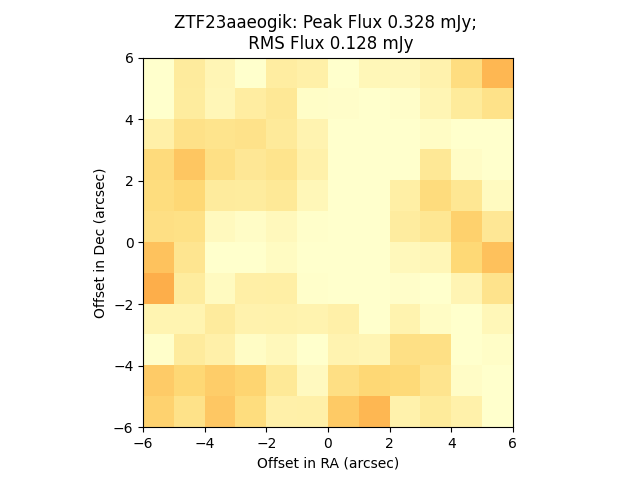 ZTF23aaeogik: Peak Flux 0.328 mJy;
RMS Flux 0.128 mJy
6
4
2
0
−2
−4
−6
Offset in Dec (arcsec)
−6 −4 −2 0 2 4 6
Offset in RA (arcsec)